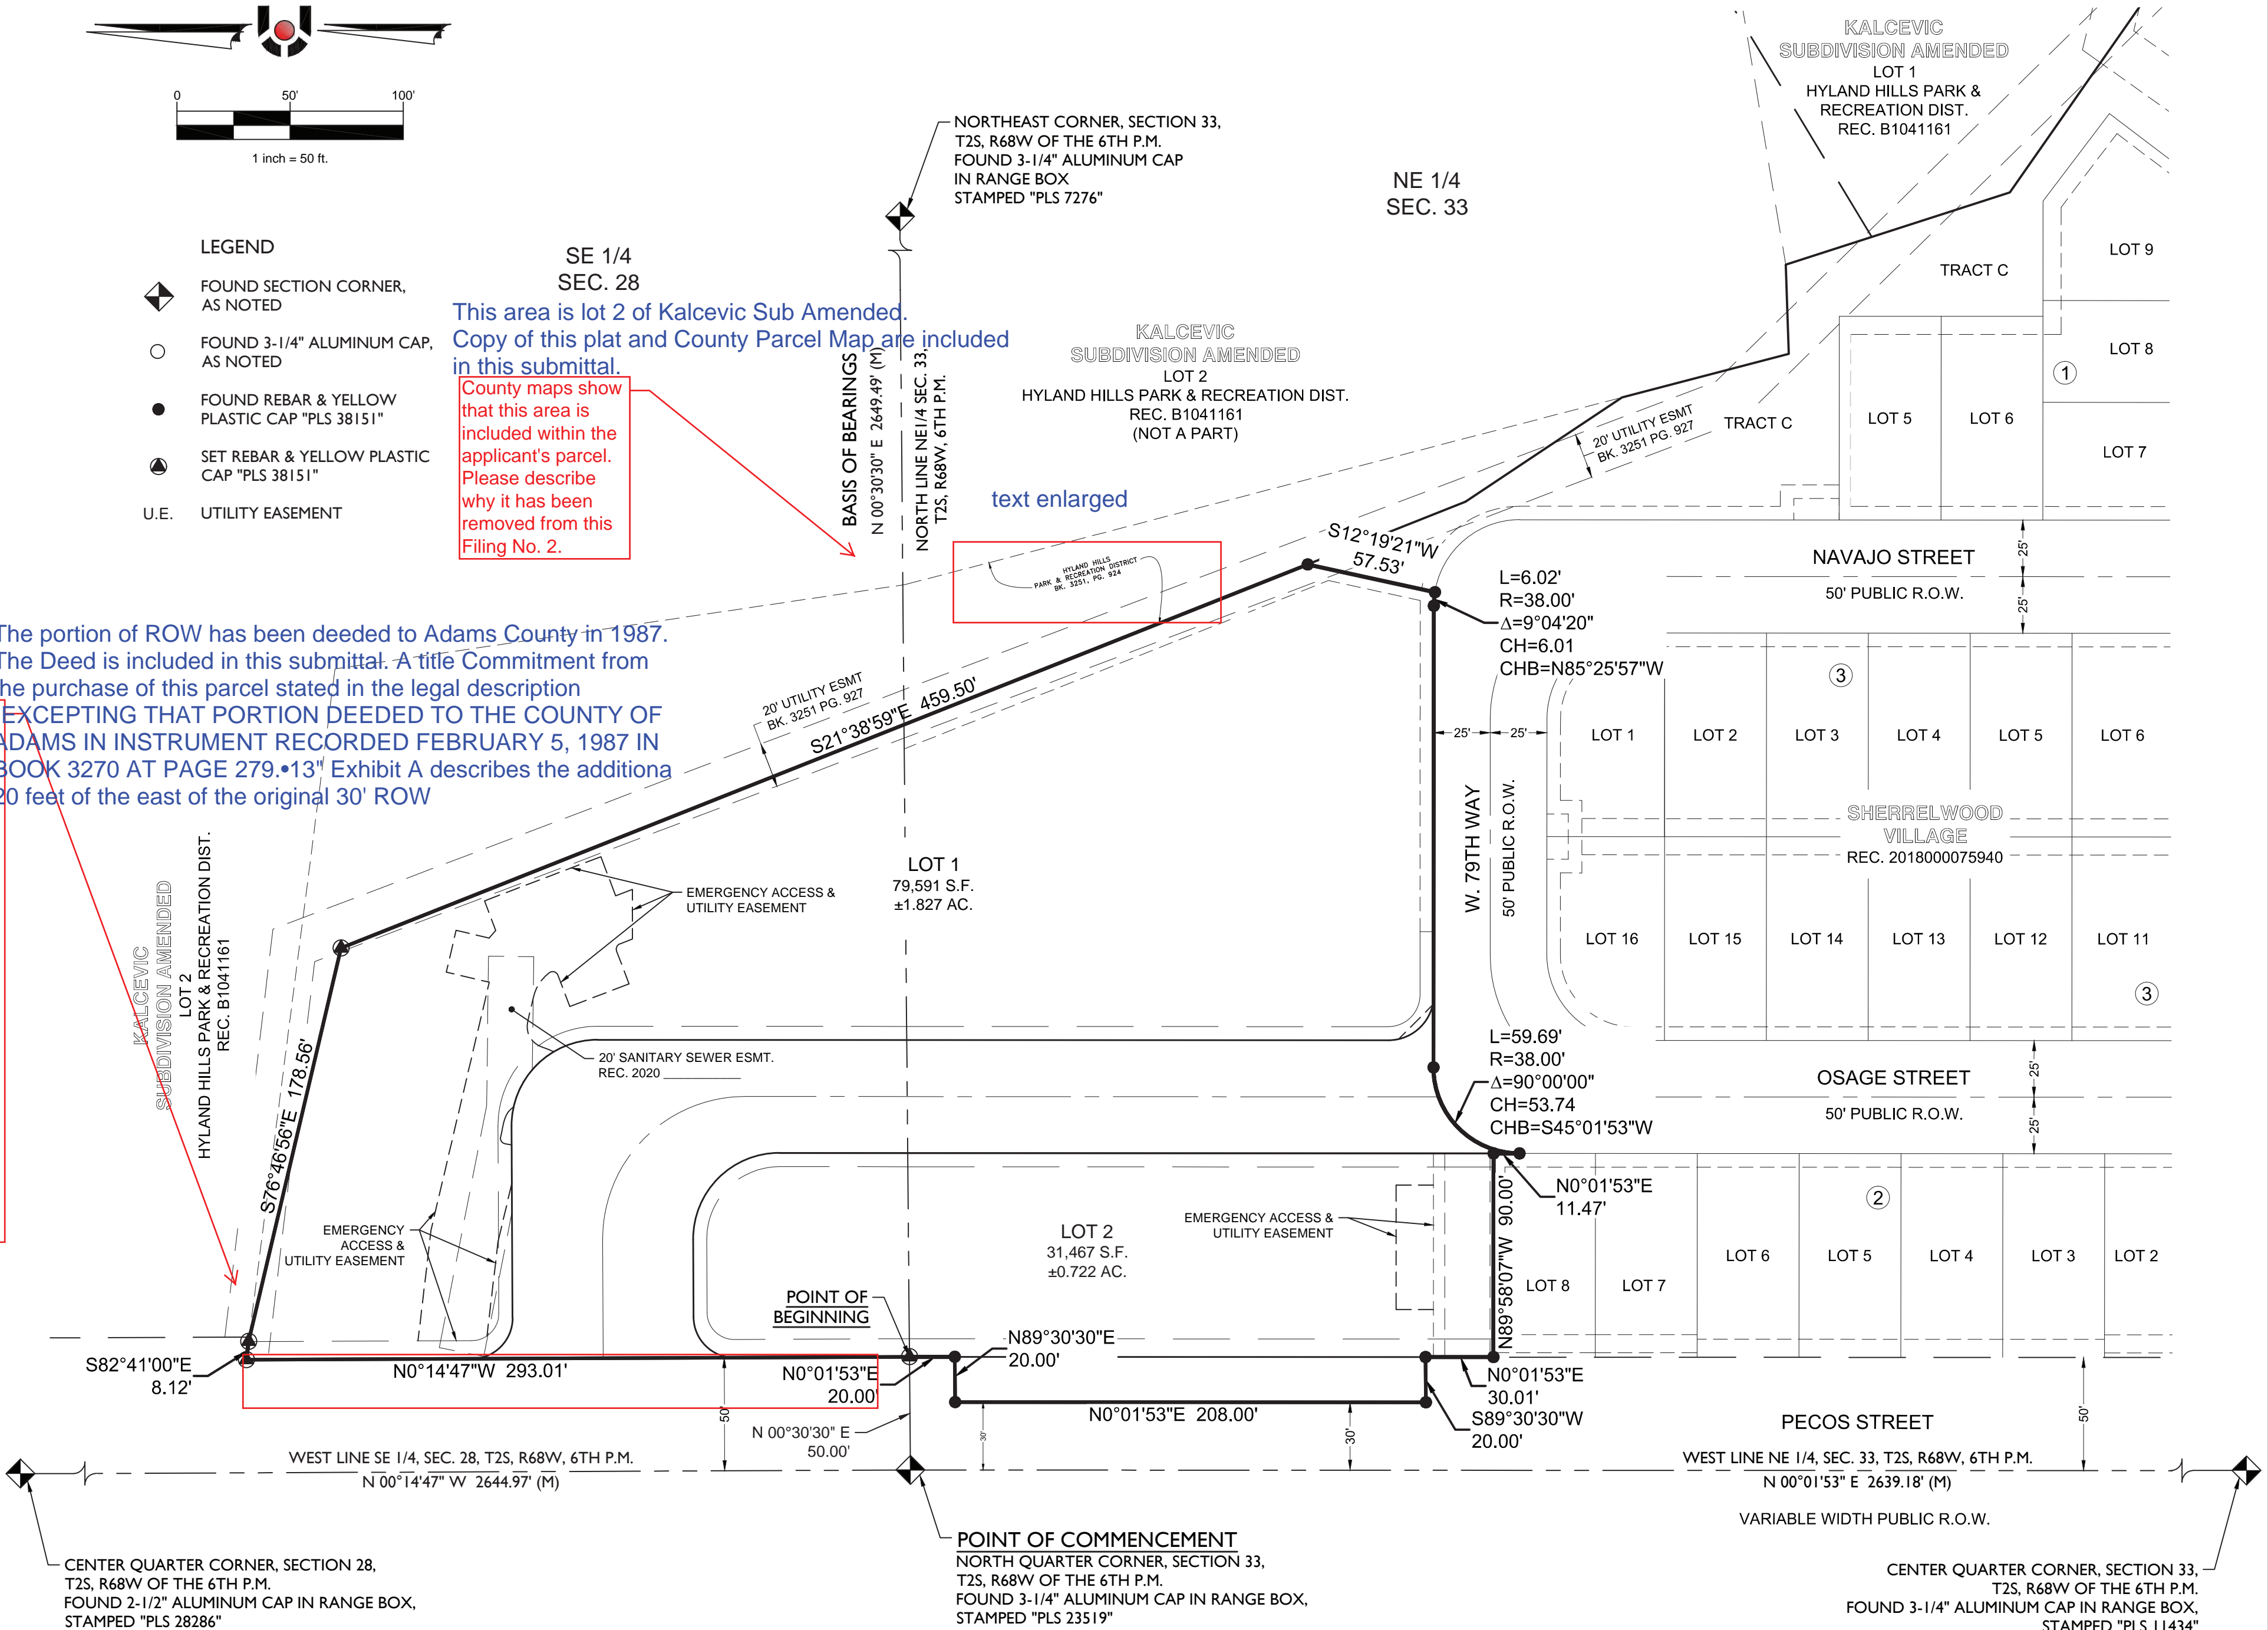 0 50' 100'
1 inch = 50 ft.
LEGEND
FOUND SECTION CORNER,
AS NOTED
FOUND 3-1/4" ALUMINUM CAP,
AS NOTED
FOUND REBAR & YELLOW
PLASTIC CAP "PLS 38151"
SET REBAR & YELLOW PLASTIC
CAP "PLS 38151"
U.E. UTILITY EASEMENT
SE 1/4
SEC. 28
This area is lot 2 of Kalcevic Sub Amended.
Copy of this plat and County Parcel Map are included
in this submittal.
County maps show
that this area is
included within the
applicant's parcel.
Please describe
why it has been
removed from this
Filing No. 2.
NORTHEAST CORNER, SECTION 33,
T2S, R68W OF THE 6TH P.M.
FOUND 3-1/4" ALUMINUM CAP
IN RANGE BOX
STAMPED "PLS 7276"
NE 1/4
SEC. 33
BASIS OF BEARINGS
N 00°30'30" E 2649.49' (M)
NORTH LINE NE1/4 SEC. 33,
T2S, R68W, 6TH P.M.
KALCEVIC
SUBDIVISION AMENDED
LOT 2
HYLAND HILLS PARK & RECREATION DIST.
REC. B1041161
(NOT A PART)
text enlarged
HYLAND HILLS
PARK & RECREATION DISTRICT
BK. 3251, PG. 924
KALCEVIC
SUBDIVISION AMENDED
LOT 1
HYLAND HILLS PARK &
RECREATION DIST.
REC. B1041161
TRACT C
LOT 9
LOT 8
1
LOT 7
LOT 5
LOT 6
TRACT C
20' UTILITY ESMT
BK. 3251 PG. 927
S12°19'21"W
57.53'
L=6.02'
R=38.00'
Δ=9°04'20"
CH=6.01
CHB=N85°25'57"W
NAVAJO STREET
50' PUBLIC R.O.W.
25'
25'
The portion of ROW has been deeded to Adams County in 1987.
The Deed is included in this submittal. A title Commitment from
the purchase of this parcel stated in the legal description
EXCEPTING THAT PORTION DEEDED TO THE COUNTY OF
ADAMS IN INSTRUMENT RECORDED FEBRUARY 5, 1987 IN
BOOK 3270 AT PAGE 279.•13" Exhibit A describes the additiona
20 feet of the east of the original 30' ROW
20' UTILITY ESMT
BK. 3251 PG. 927
S21°38'59"E 459.50'
3
LOT 1
LOT 2
LOT 3
LOT 4
LOT 5
LOT 6
25'
25'
W. 79TH WAY
50' PUBLIC R.O.W.
SHERRELWOOD
VILLAGE
REC. 2018000075940
LOT 16
LOT 15
LOT 14
LOT 13
LOT 12
LOT 11
3
LOT 1
79,591 S.F.
±1.827 AC.
EMERGENCY ACCESS &
UTILITY EASEMENT
KALCEVIC
SUBDIVISION AMENDED
LOT 2
HYLAND HILLS PARK & RECREATION DIST.
REC. B1041161
S76°46'56"E 178.56'
20' SANITARY SEWER ESMT.
REC. 2020
L=59.69'
R=38.00'
Δ=90°00'00"
CH=53.74
CHB=S45°01'53"W
OSAGE STREET
50' PUBLIC R.O.W.
25'
25'
N0°01'53"E
11.47'
N89°58'07"W 90.00'
2
LOT 8
LOT 7
LOT 6
LOT 5
LOT 4
LOT 3
LOT 2
EMERGENCY
ACCESS &
UTILITY EASEMENT
LOT 2
31,467 S.F.
±0.722 AC.
EMERGENCY ACCESS &
UTILITY EASEMENT
POINT OF
BEGINNING
S82°41'00"E
8.12'
N0°14'47"W 293.01'
N0°01'53"E
20.00'
N89°30'30"E
20.00'
N0°01'53"E 208.00'
N0°01'53"E
30.01'
S89°30'30"W
20.00'
50'
N 00°30'30" E
50.00'
30'
30'
50'
PECOS STREET
WEST LINE SE 1/4, SEC. 28, T2S, R68W, 6TH P.M.
N 00°14'47" W 2644.97' (M)
WEST LINE NE 1/4, SEC. 33, T2S, R68W, 6TH P.M.
N 00°01'53" E 2639.18' (M)
VARIABLE WIDTH PUBLIC R.O.W.
CENTER QUARTER CORNER, SECTION 28,
T2S, R68W OF THE 6TH P.M.
FOUND 2-1/2" ALUMINUM CAP IN RANGE BOX,
STAMPED "PLS 28286"
POINT OF COMMENCEMENT
NORTH QUARTER CORNER, SECTION 33,
T2S, R68W OF THE 6TH P.M.
FOUND 3-1/4" ALUMINUM CAP IN RANGE BOX,
STAMPED "PLS 23519"
CENTER QUARTER CORNER, SECTION 33,
T2S, R68W OF THE 6TH P.M.
FOUND 3-1/4" ALUMINUM CAP IN RANGE BOX,
STAMPED "PLS 11434"